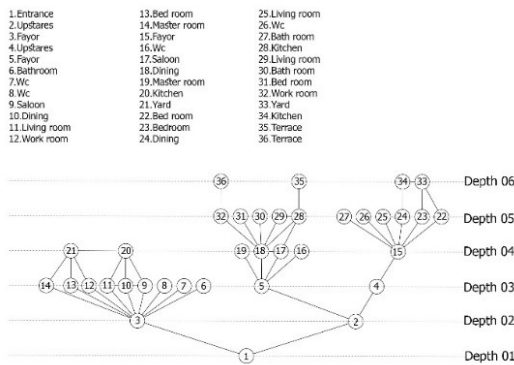 1.Entrance
2.Upstares
3.Fayor
4.Upstares
5.Fayor
6.Bathroom
7.Wc
8.Wc
9.Saloon
10.Dining
11.Living room
12.Work room
13.Bed room
14.Master room
15.Fayor
16.Wc
17.Saloon
18.Dining
19.Master room
20.Kitchen
21.Yard
22.Bed room
23.Bedroom
24.Dining
25.Living room
26.Wc
27.Bath room
28.Kitchen
29.Living room
30.Bath room
31.Bed room
32.Work room
33.Yard
34.Kitchen
35.Terrace
36.Terrace
36 35 34 33 Depth 06
32 31 30 29 28 27 26 25 24 23 22 Depth 05
21 20 19 18 17 16 15 Depth 04
14 13 12 11 10 9 8 7 6 5 4 Depth 03
3 2 Depth 02
1 Depth 01